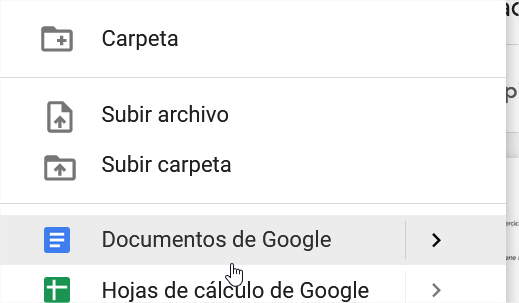 Carpeta
Subir archivo
Subir carpeta
Documentos de Google
Hojas de cálculo de Google